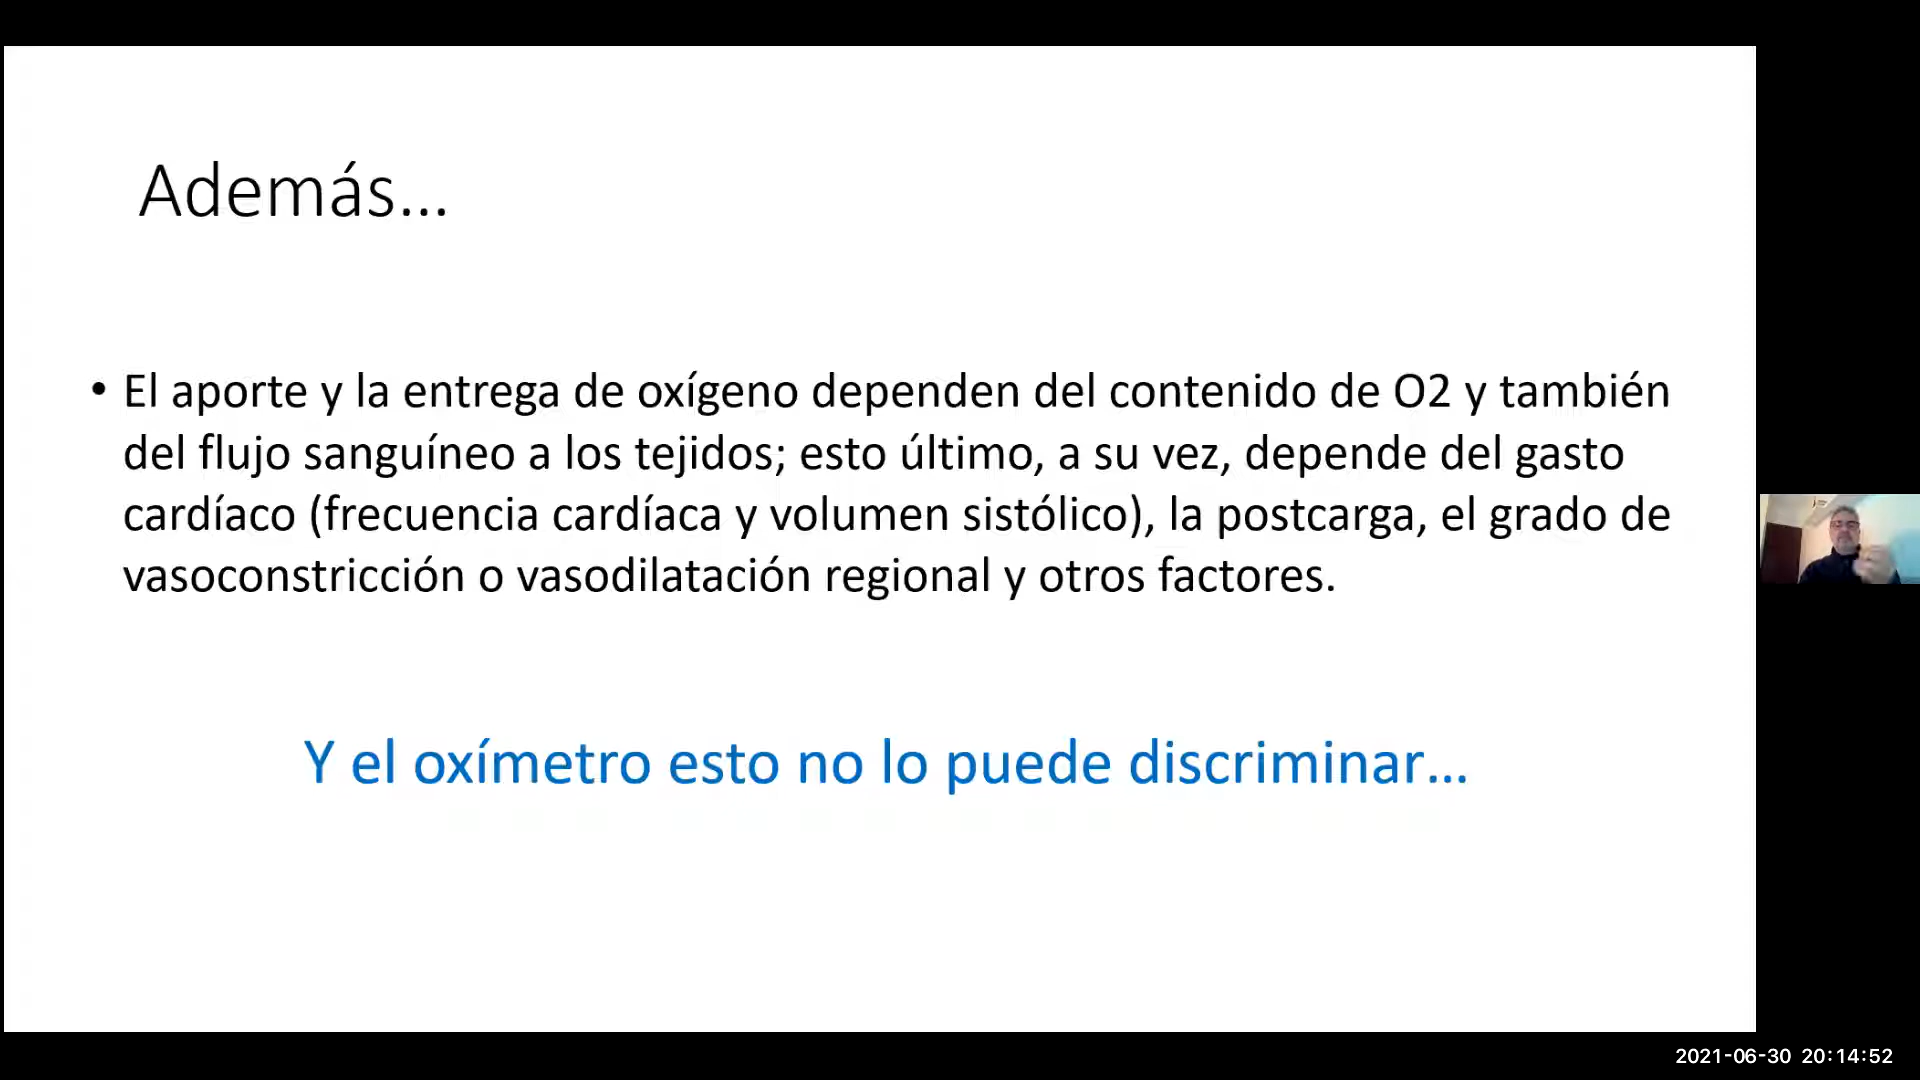 Además...
• El aporte y la entrega de oxígeno dependen del contenido de O2 y también
del flujo sanguíneo a los tejidos; esto último, a su vez, depende del gasto
cardíaco (frecuencia cardíaca y volumen sistólico), la postcarga, el grado de
vasoconstricción o vasodilatación regional y otros factores.
Y el oxímetro esto no lo puede discriminar...
2021-06-30 20:14:52